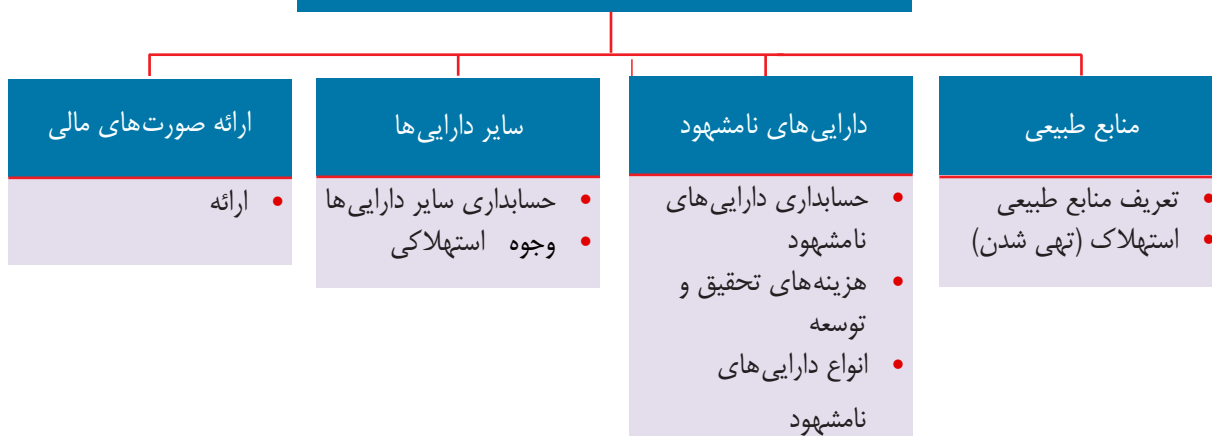 منابع طبیعی
• تعریف منابع طبیعی
• استهلاک (تهی شدن)
دارایی‌های نامشهود
• حسابداری دارایی‌های
نامشهود
• هزینه‌های تحقیق و
توسعه
• انواع دارایی‌های
نامشهود
سایر دارایی‌ها
• حسابداری سایر دارایی‌ها
• وجوه استهلاکی
ارائه صورت‌های مالی
• ارائه